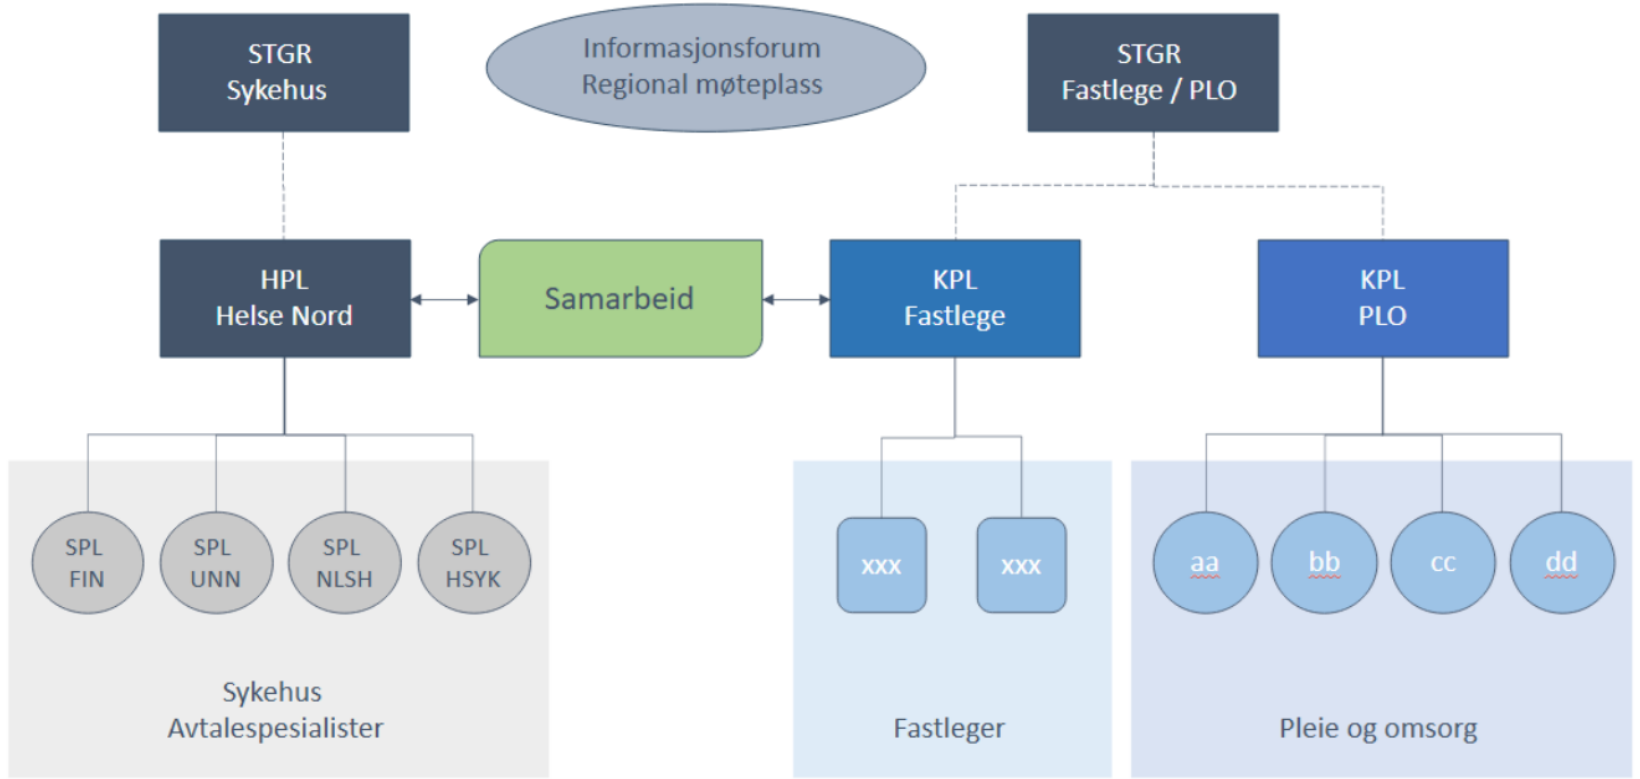 STGR
Sykehus
Informasjonsforum
Regional møteplass
STGR
Fastlege / PLO
HPL
Helse Nord
Samarbeid
KPL
Fastlege
KPL
PLO
SPL
FIN
SPL
UNN
SPL
NLSH
SPL
HSYK
xxx
xxx
aa
bb
cc
dd
Sykehus
Avtalespesialister
Fastleger
Pleie og omsorg